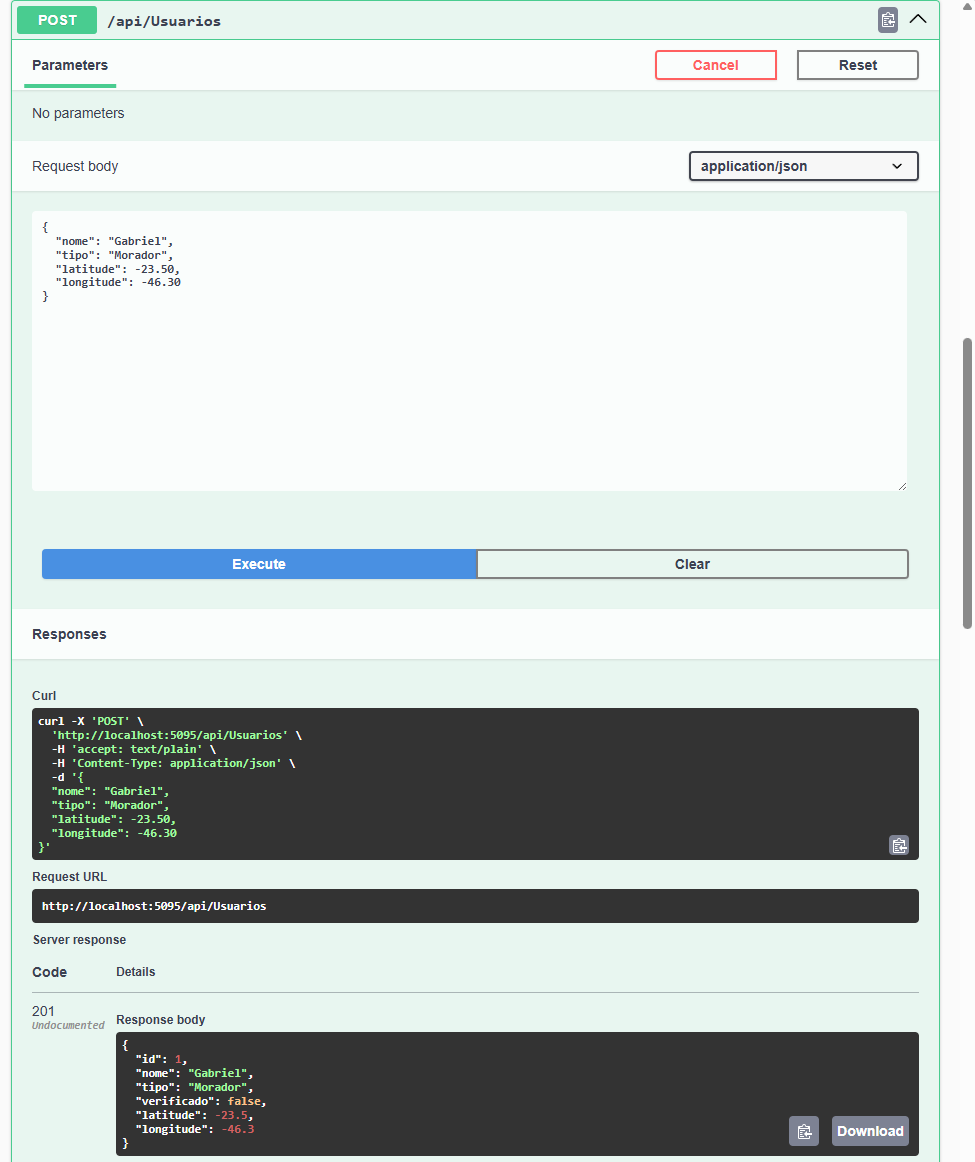 POST /api/Usuarios
Parameters
Cancel
Reset
No parameters
Request body
application/json
{
  "nome": "Gabriel",
  "tipo": "Morador",
  "latitude": -23.50,
  "longitude": -46.30
}
Execute
Clear
Responses
Curl
curl -X 'POST' \
  'http://localhost:5095/api/Usuarios' \
  -H 'accept: text/plain' \
  -H 'Content-Type: application/json' \
  -d '{
  "nome": "Gabriel",
  "tipo": "Morador",
  "latitude": -23.50,
  "longitude": -46.30
}'
Request URL
http://localhost:5095/api/Usuarios
Server response
Code
Details
201
Undocumented
Response body
{
  "id": 1,
  "nome": "Gabriel",
  "tipo": "Morador",
  "verificado": false,
  "latitude": -23.5,
  "longitude": -46.3
}
Download